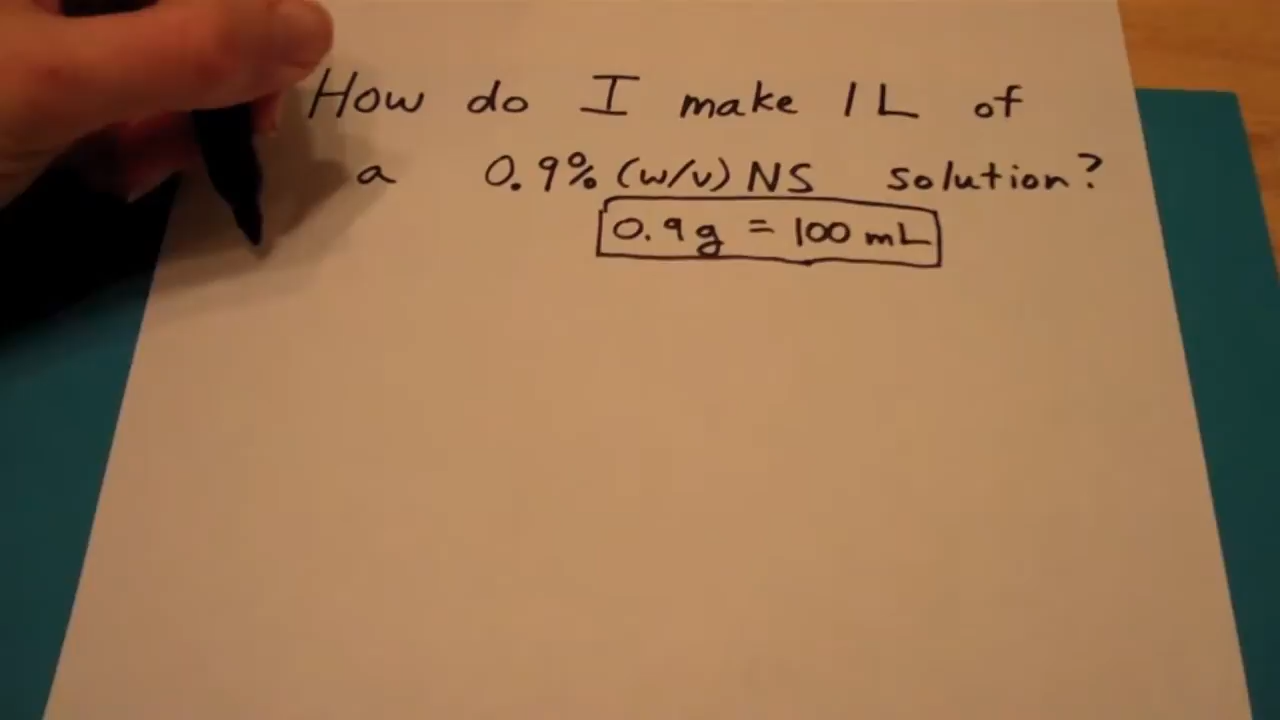 How do I make 1 L of
a 0.9% (w/v) NS solution?
0.9g = 100 mL